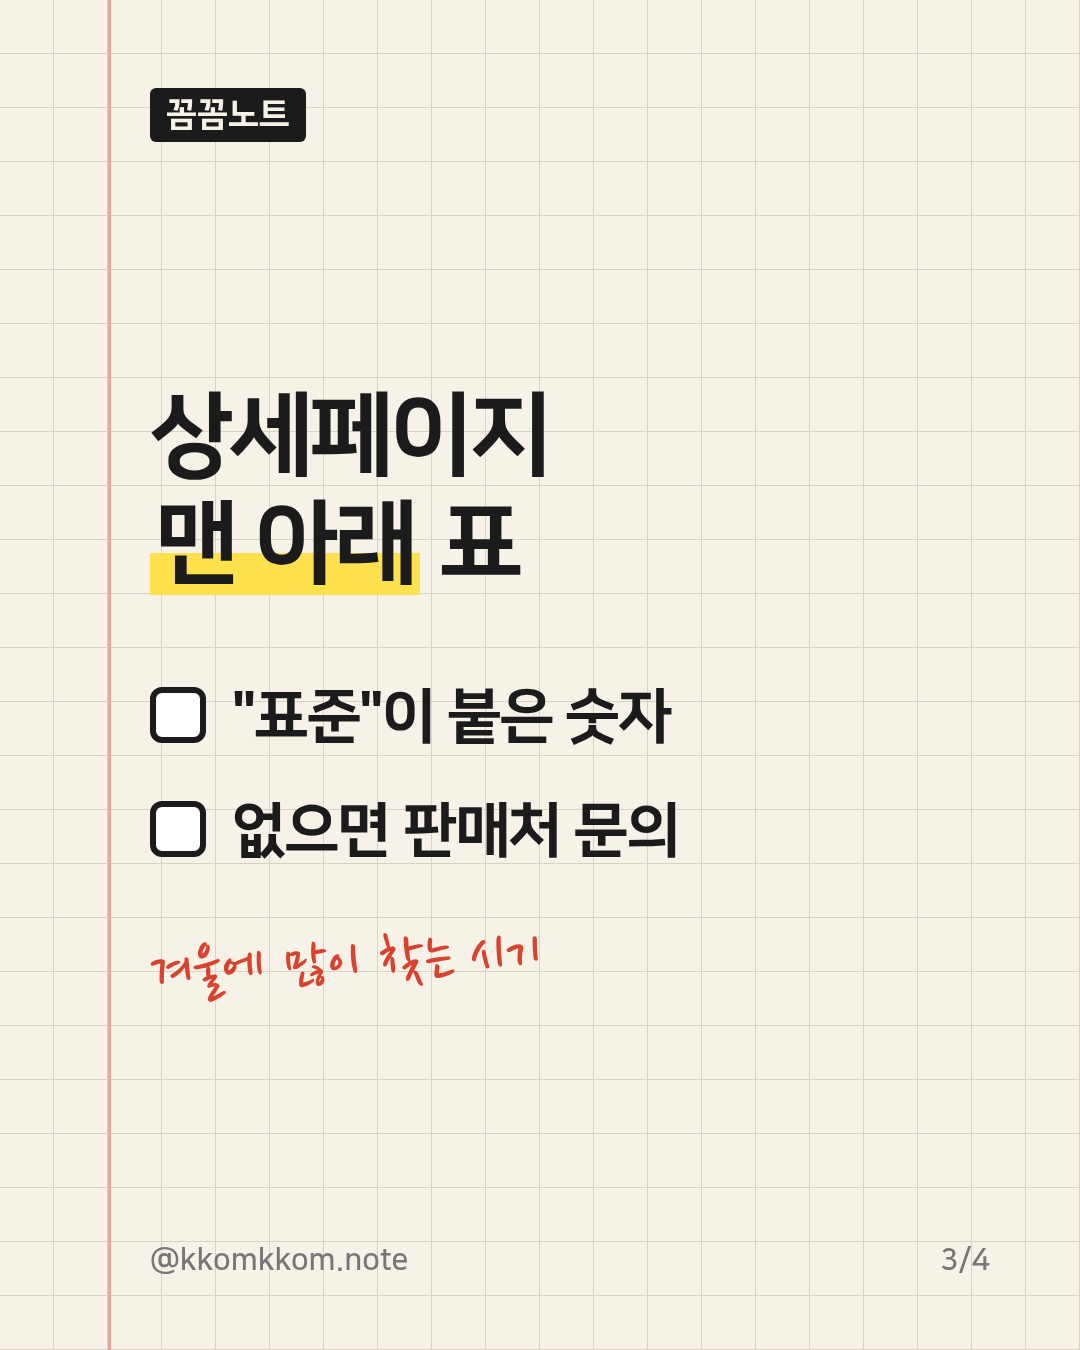 꼼꼼노트
상세페이지
맨 아래 표
"표준"이 붙은 숫자
없으면 판매처 문의
겨울에 많이 찾는 시기
@kkomkkom.note
3/4